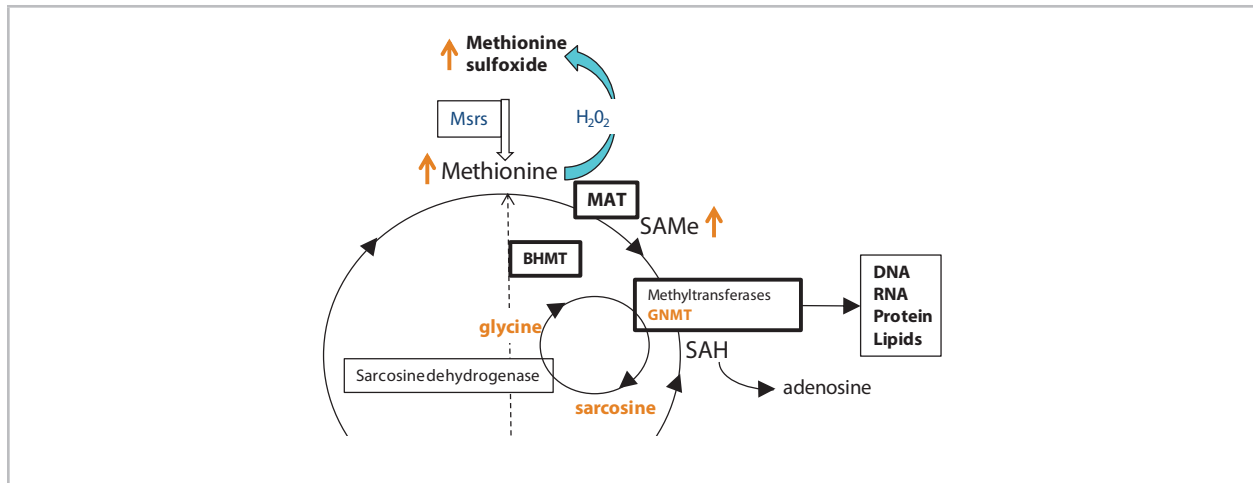 Methionine
sulfoxide
Msrs
H₂0₂
Methionine
MAT
SAMe
BHMT
Methyltransferases
GNMT
DNA
RNA
Protein
Lipids
glycine
SAH
Sarcosine dehydrogenase
adenosine
sarcosine